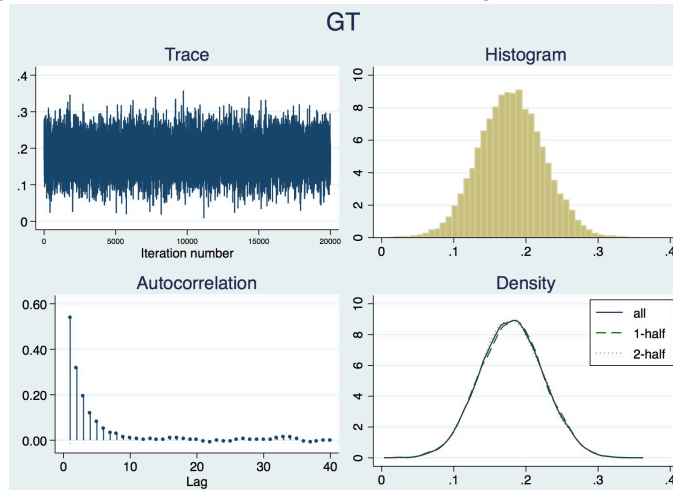 GT
Trace
.4
.3
.2
.1
0
0 5000 10000 15000 20000
Iteration number
Histogram
10
8
6
4
2
0
0 .1 .2 .3 .4
Autocorrelation
0.60
0.40
0.20
0.00
0 10 20 30 40
Lag
Density
10
8
6
4
2
0
all
1-half
2-half
0 .1 .2 .3 .4